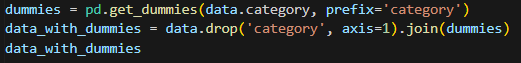 dummies = pd.get_dummies(data.category, prefix='category')
data_with_dummies = data.drop('category', axis=1).join(dummies)
data_with_dummies